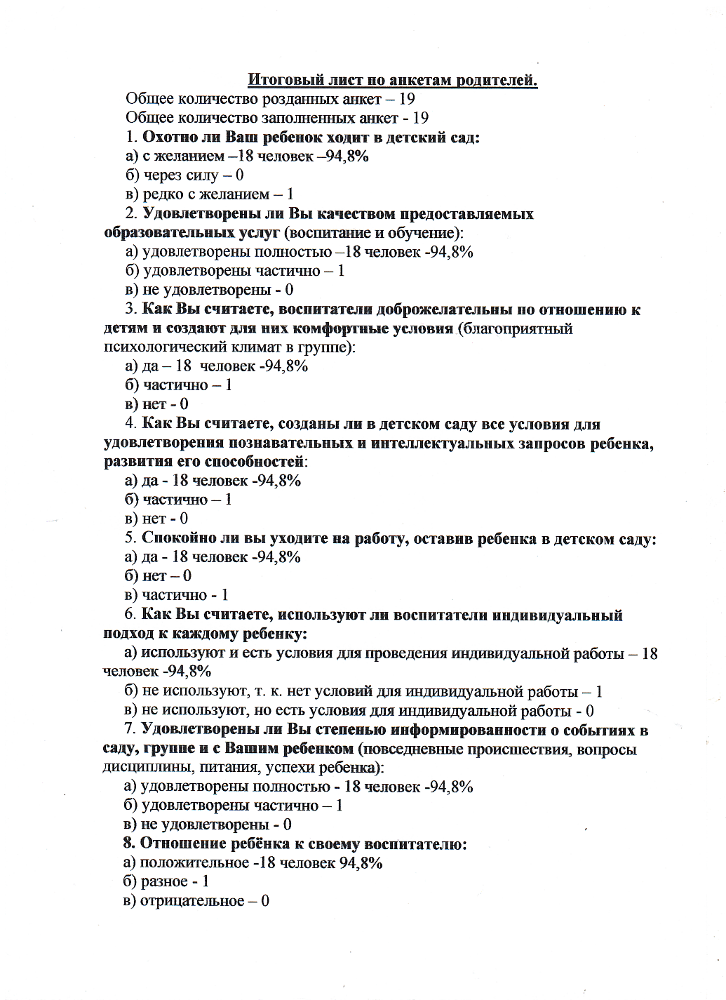 Итоговый лист по анкетам родителей.
Общее количество розданных анкет – 19
Общее количество заполненных анкет - 19
1. Охотно ли Ваш ребенок ходит в детский сад:
а) с желанием –18 человек –94,8%
б) через силу – 0
в) редко с желанием – 1
2. Удовлетворены ли Вы качеством предоставляемых
образовательных услуг (воспитание и обучение):
а) удовлетворены полностью –18 человек -94,8%
б) удовлетворены частично – 1
в) не удовлетворены - 0
3. Как Вы считаете, воспитатели доброжелательны по отношению к
детям и создают для них комфортные условия (благоприятный
психологический климат в группе):
а) да – 18 человек -94,8%
б) частично – 1
в) нет - 0
4. Как Вы считаете, созданы ли в детском саду все условия для
удовлетворения познавательных и интеллектуальных запросов ребенка,
развития его способностей:
а) да - 18 человек -94,8%
б) частично – 1
в) нет - 0
5. Спокойно ли вы уходите на работу, оставив ребенка в детском саду:
а) да - 18 человек -94,8%
б) нет – 0
в) частично - 1
6. Как Вы считаете, используют ли воспитатели индивидуальный
подход к каждому ребенку:
а) используют и есть условия для проведения индивидуальной работы – 18
человек -94,8%
б) не используют, т. к. нет условий для индивидуальной работы – 1
в) не используют, но есть условия для индивидуальной работы - 0
7. Удовлетворены ли Вы степенью информированности о событиях в
саду, группе и с Вашим ребенком (повседневные происшествия, вопросы
дисциплины, питания, успехи ребенка):
а) удовлетворены полностью - 18 человек -94,8%
б) удовлетворены частично – 1
в) не удовлетворены - 0
8. Отношение ребёнка к своему воспитателю:
а) положительное -18 человек 94,8%
б) разное - 1
в) отрицательное – 0